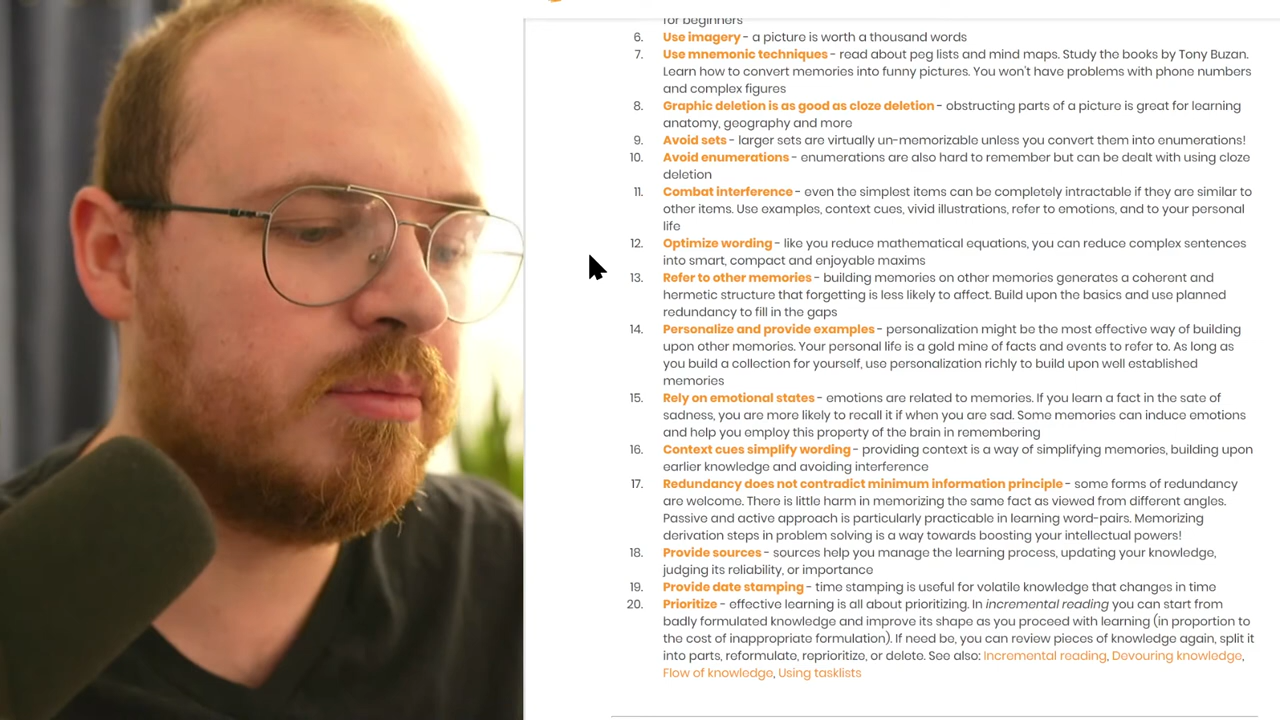 for beginners
6. Use imagery - a picture is worth a thousand words
7. Use mnemonic techniques - read about peg lists and mind maps. Study the books by Tony Buzan.
Learn how to convert memories into funny pictures. You won't have problems with phone numbers
and complex figures
8. Graphic deletion is as good as cloze deletion - obstructing parts of a picture is great for learning
anatomy, geography and more
9. Avoid sets - larger sets are virtually un-memorizable unless you convert them into enumerations!
10. Avoid enumerations - enumerations are also hard to remember but can be dealt with using cloze
deletion
11. Combat interference - even the simplest items can be completely intractable if they are similar to
other items. Use examples, context cues, vivid illustrations, refer to emotions, and to your personal
life
12. Optimize wording - like you reduce mathematical equations, you can reduce complex sentences
into smart, compact and enjoyable maxims
13. Refer to other memories - building memories on other memories generates a coherent and
hermetic structure that forgetting is less likely to affect. Build upon the basics and use planned
redundancy to fill in the gaps
14. Personalize and provide examples - personalization might be the most effective way of building
upon other memories. Your personal life is a gold mine of facts and events to refer to. As long as
you build a collection for yourself, use personalization richly to build upon well established
memories
15. Rely on emotional states - emotions are related to memories. If you learn a fact in the sate of
sadness, you are more likely to recall it if when you are sad. Some memories can induce emotions
and help you employ this property of the brain in remembering
16. Context cues simplify wording - providing context is a way of simplifying memories, building upon
earlier knowledge and avoiding interference
17. Redundancy does not contradict minimum information principle - some forms of redundancy
are welcome. There is little harm in memorizing the same fact as viewed from different angles.
Passive and active approach is particularly practicable in learning word-pairs. Memorizing
derivation steps in problem solving is a way towards boosting your intellectual powers!
18. Provide sources - sources help you manage the learning process, updating your knowledge,
judging its reliability, or importance
19. Provide date stamping - time stamping is useful for volatile knowledge that changes in time
20. Prioritize - effective learning is all about prioritizing. In incremental reading you can start from
badly formulated knowledge and improve its shape as you proceed with learning (in proportion to
the cost of inappropriate formulation). If need be, you can review pieces of knowledge again, split it
into parts, reformulate, reprioritize, or delete. See also: Incremental reading, Devouring knowledge,
Flow of knowledge, Using tasklists